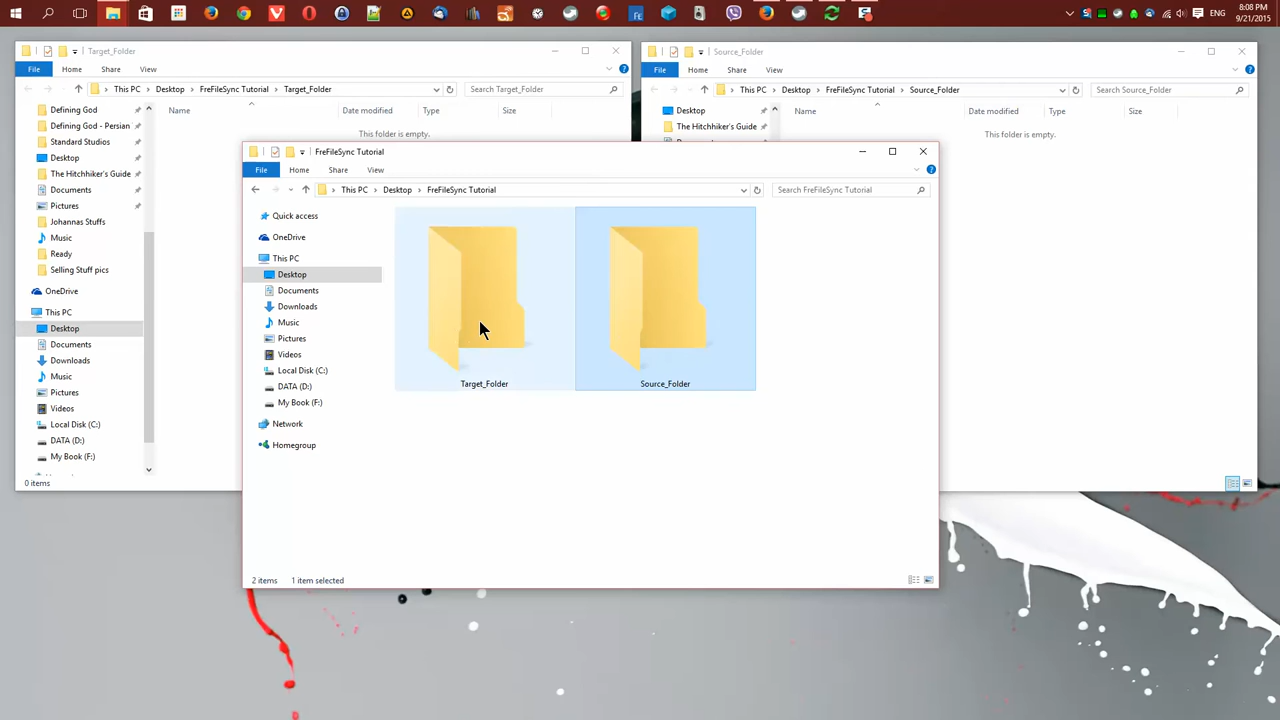 8:08 PM
ENG
9/21/2015
Target_Folder
File Home Share View
This PC Desktop FreFileSync Tutorial Target_Folder
Search Target_Folder
Defining God
Defining God - Persian
Standard Studios
Desktop
The Hitchhiker's Guide
Documents
Pictures
Johannas Stuffs
Music
Ready
Selling Stuff pics
OneDrive
This PC
Desktop
Documents
Downloads
Music
Pictures
Videos
Local Disk (C:)
DATA (D:)
My Book (F:)
Name Date modified Type Size
This folder is empty.
0 items
Source_Folder
File Home Share View
This PC Desktop FreFileSync Tutorial Source_Folder
Search Source_Folder
Desktop
The Hitchhiker's Guide
Name Date modified Type Size
This folder is empty.
FreFileSync Tutorial
File Home Share View
This PC Desktop FreFileSync Tutorial
Search FreFileSync Tutorial
Quick access
OneDrive
This PC
Desktop
Documents
Downloads
Music
Pictures
Videos
Local Disk (C:)
DATA (D:)
My Book (F:)
Network
Homegroup
Target_Folder
Source_Folder
2 items 1 item selected